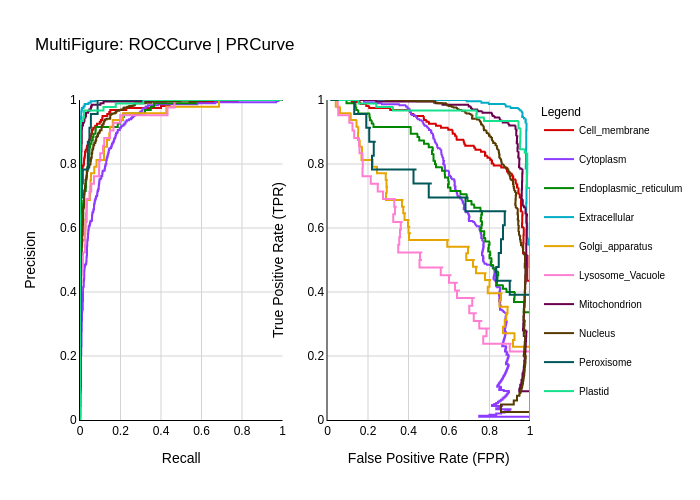 MultiFigure: ROCCurve | PRCurve
Precision
1
0.8
0.6
0.4
0.2
0
0 0.2 0.4 0.6 0.8 1
Recall
True Positive Rate (TPR)
1
0.8
0.6
0.4
0.2
0
0 0.2 0.4 0.6 0.8 1
False Positive Rate (FPR)
Legend
Cell_membrane
Cytoplasm
Endoplasmic_reticulum
Extracellular
Golgi_apparatus
Lysosome_Vacuole
Mitochondrion
Nucleus
Peroxisome
Plastid